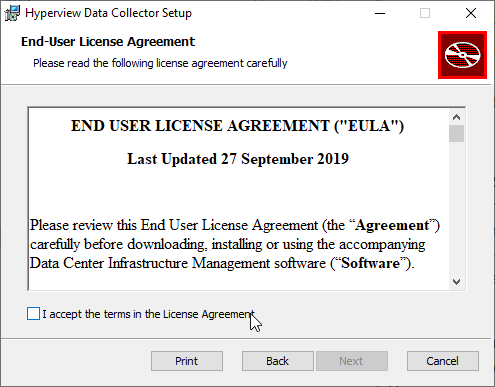 Hyperview Data Collector Setup
End-User License Agreement
Please read the following license agreement carefully
END USER LICENSE AGREEMENT ("EULA")
Last Updated 27 September 2019
Please review this End User License Agreement (the “Agreement”)
carefully before downloading, installing or using the accompanying
Data Center Infrastructure Management software (“Software”).
I accept the terms in the License Agreement
Print Back Next Cancel